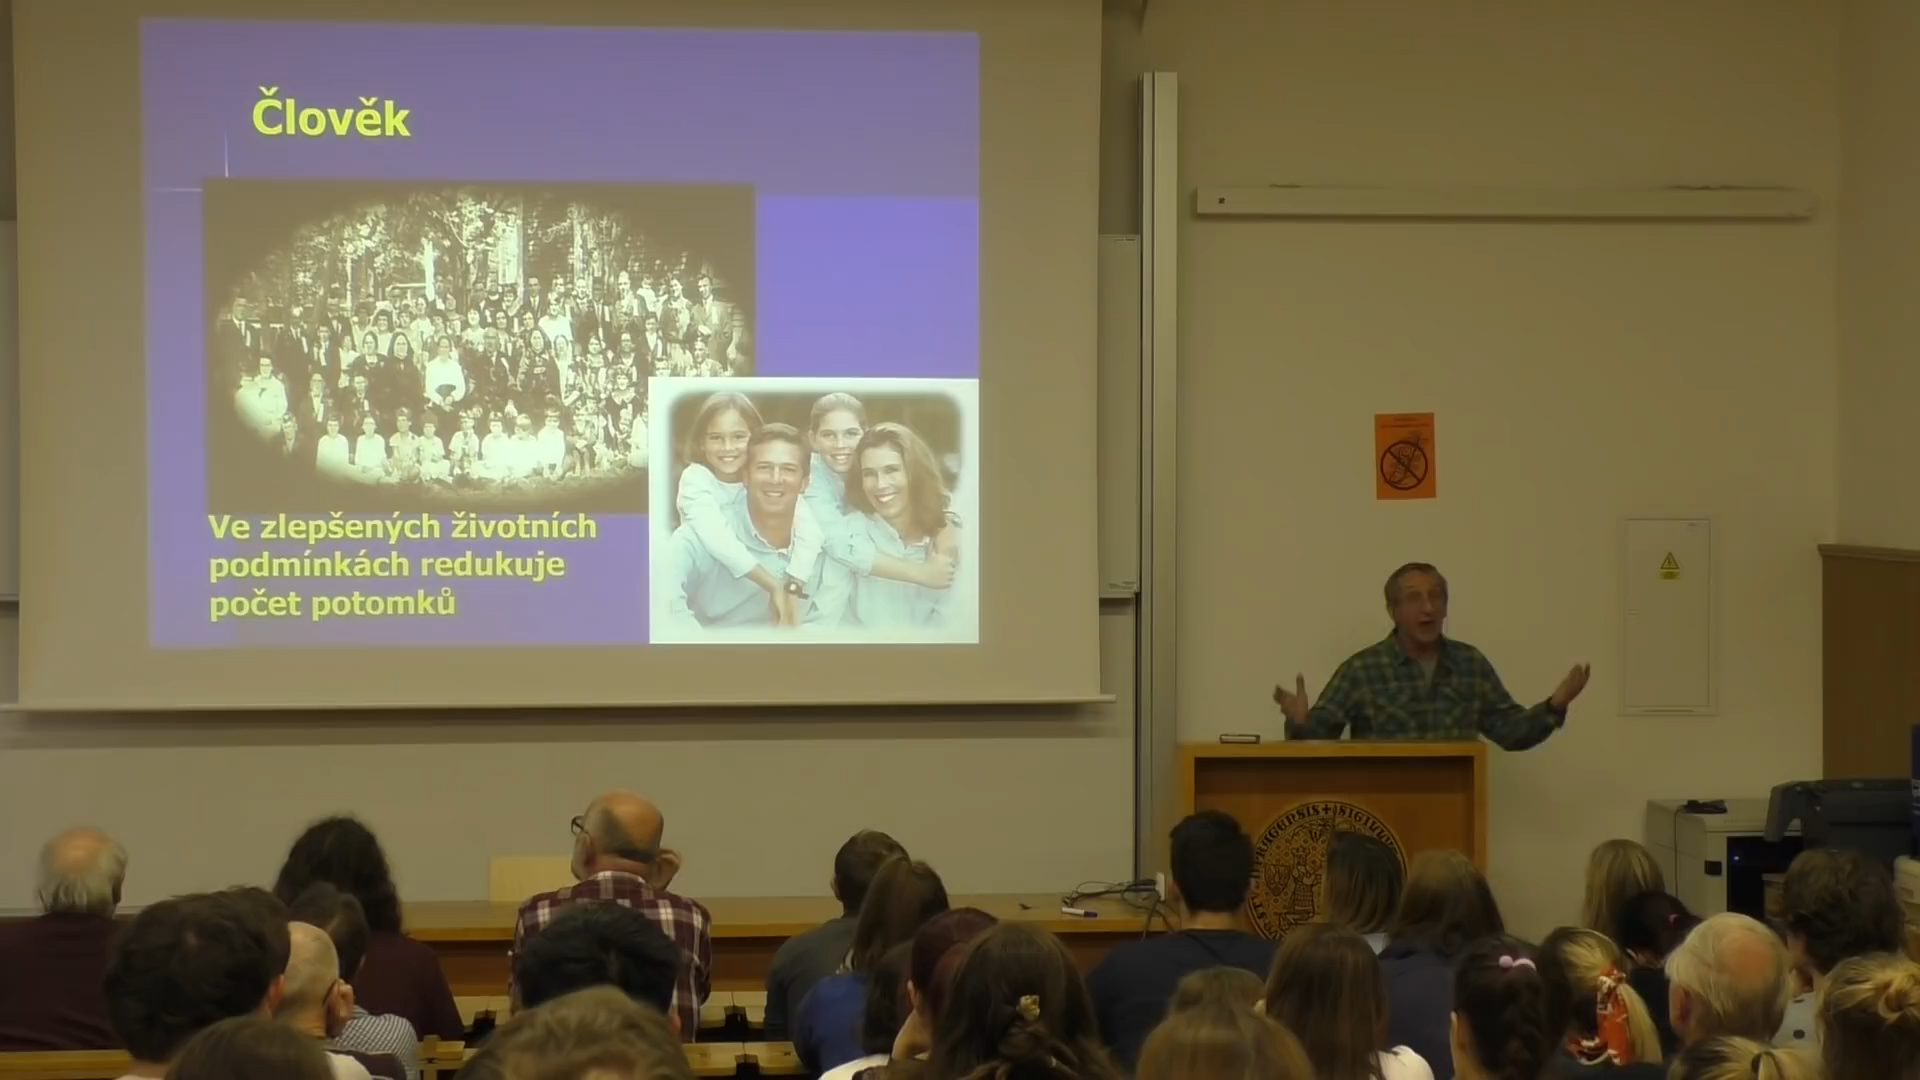 Člověk
Ve zlepšených životních
podmínkách redukuje
počet potomků